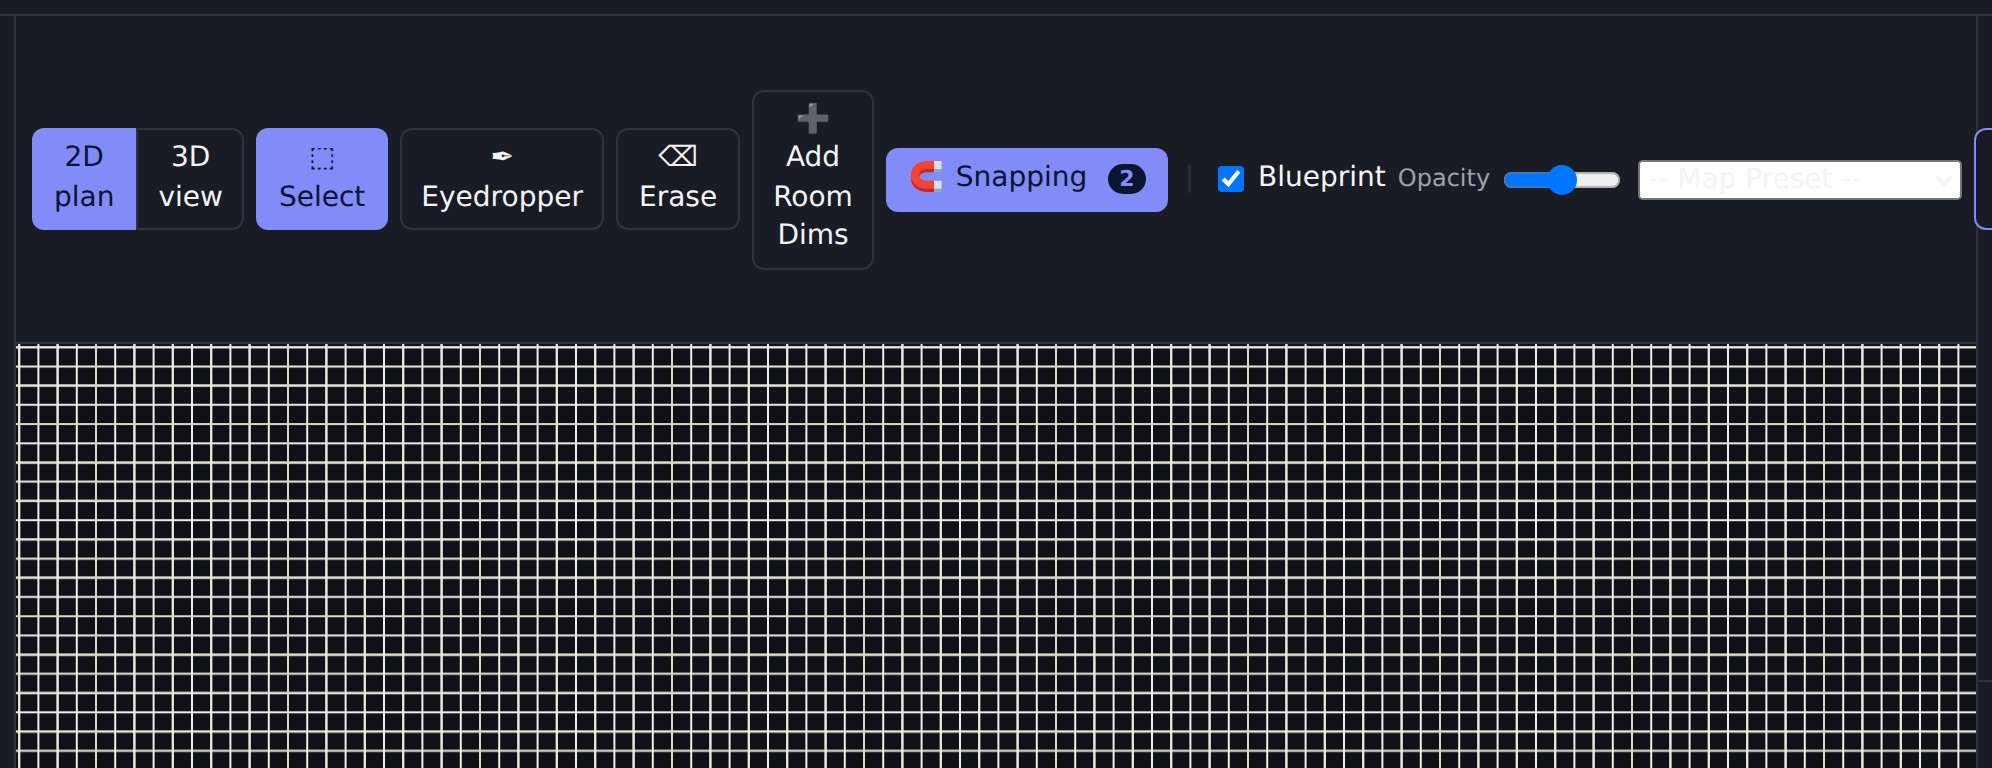 2D
plan
3D
view
Select
Eyedropper
Erase
Add
Room
Dims
Snapping 2
Blueprint Opacity
-- Map Preset --